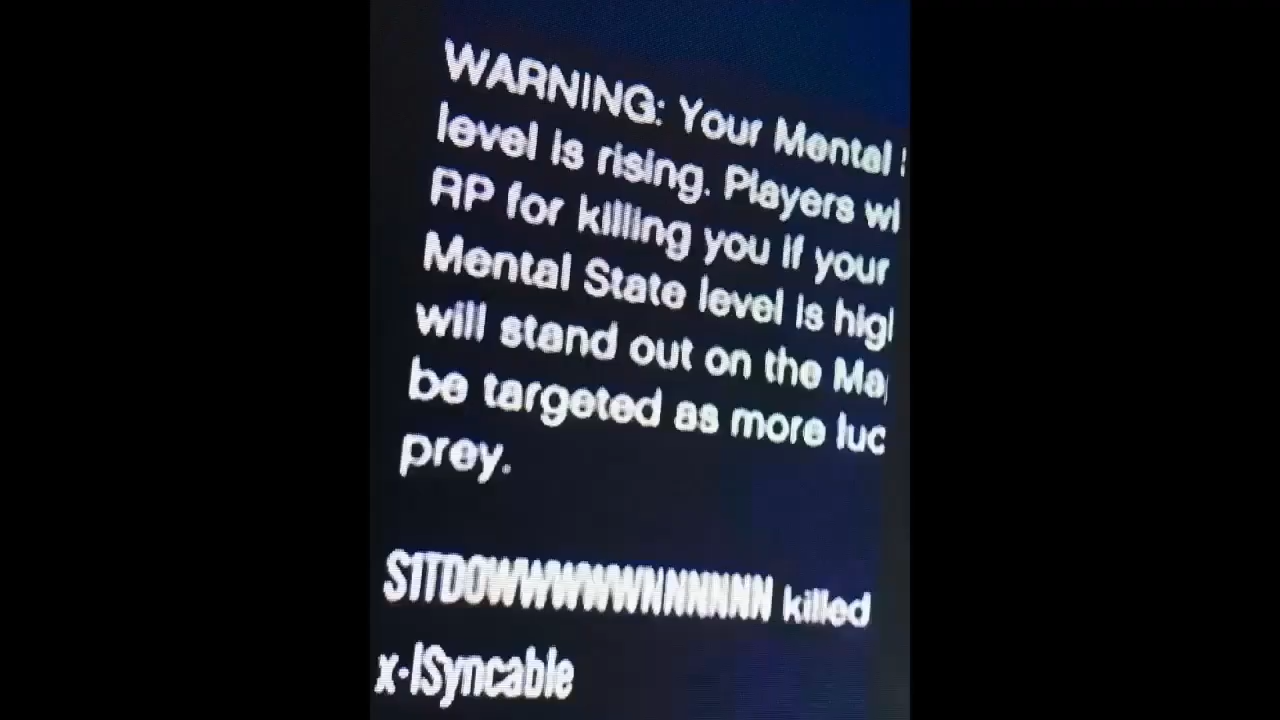 WARNING: Your Mental
level is rising. Players
RP for killing you if your
Mental State level is
will stand out on the
be targeted as more
prey.
S1TDOWWWWWNNNNNN killed
x-lSyncable